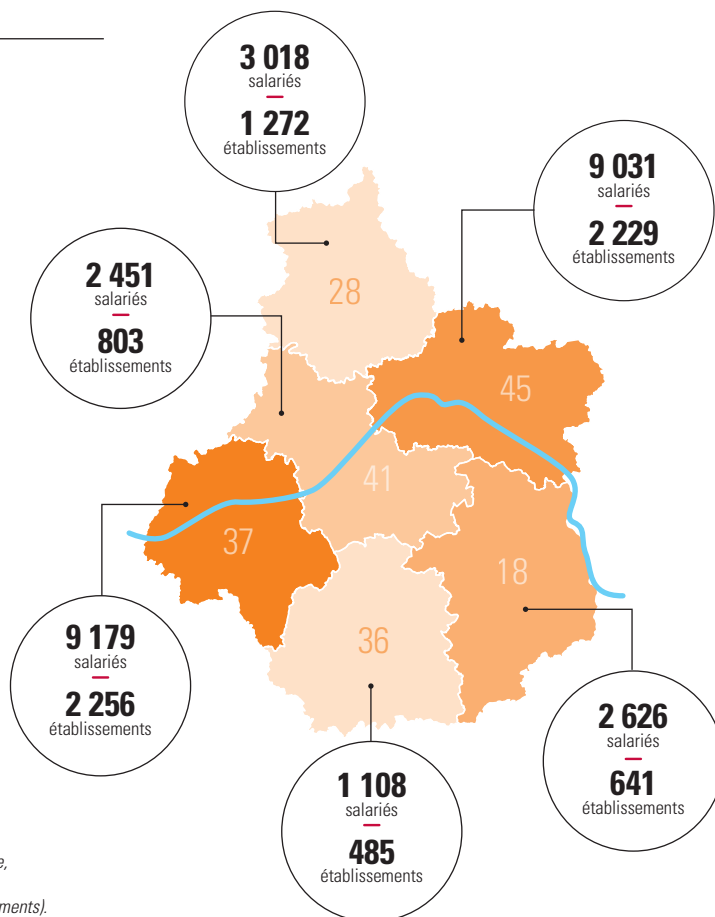 3 018
salariés
1 272
établissements
9 031
salariés
2 229
établissements
2 451
salariés
803
établissements
28
45
41
37
18
36
9 179
salariés
2 256
établissements
2 626
salariés
641
établissements
1 108
salariés
485
établissements
e,
ments).